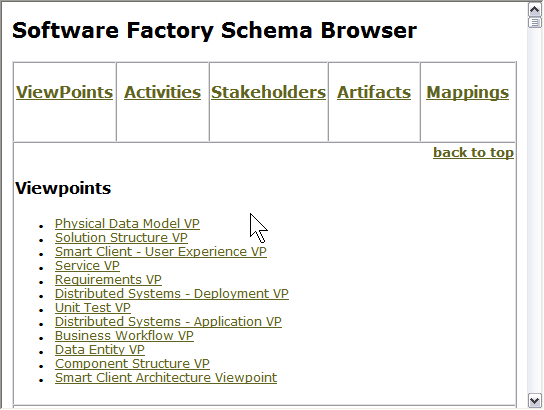 Software Factory Schema Browser
ViewPoints Activities Stakeholders Artifacts Mappings
back to top
Viewpoints
Physical Data Model VP
Solution Structure VP
Smart Client - User Experience VP
Service VP
Requirements VP
Distributed Systems - Deployment VP
Unit Test VP
Distributed Systems - Application VP
Business Workflow VP
Data Entity VP
Component Structure VP
Smart Client Architecture Viewpoint